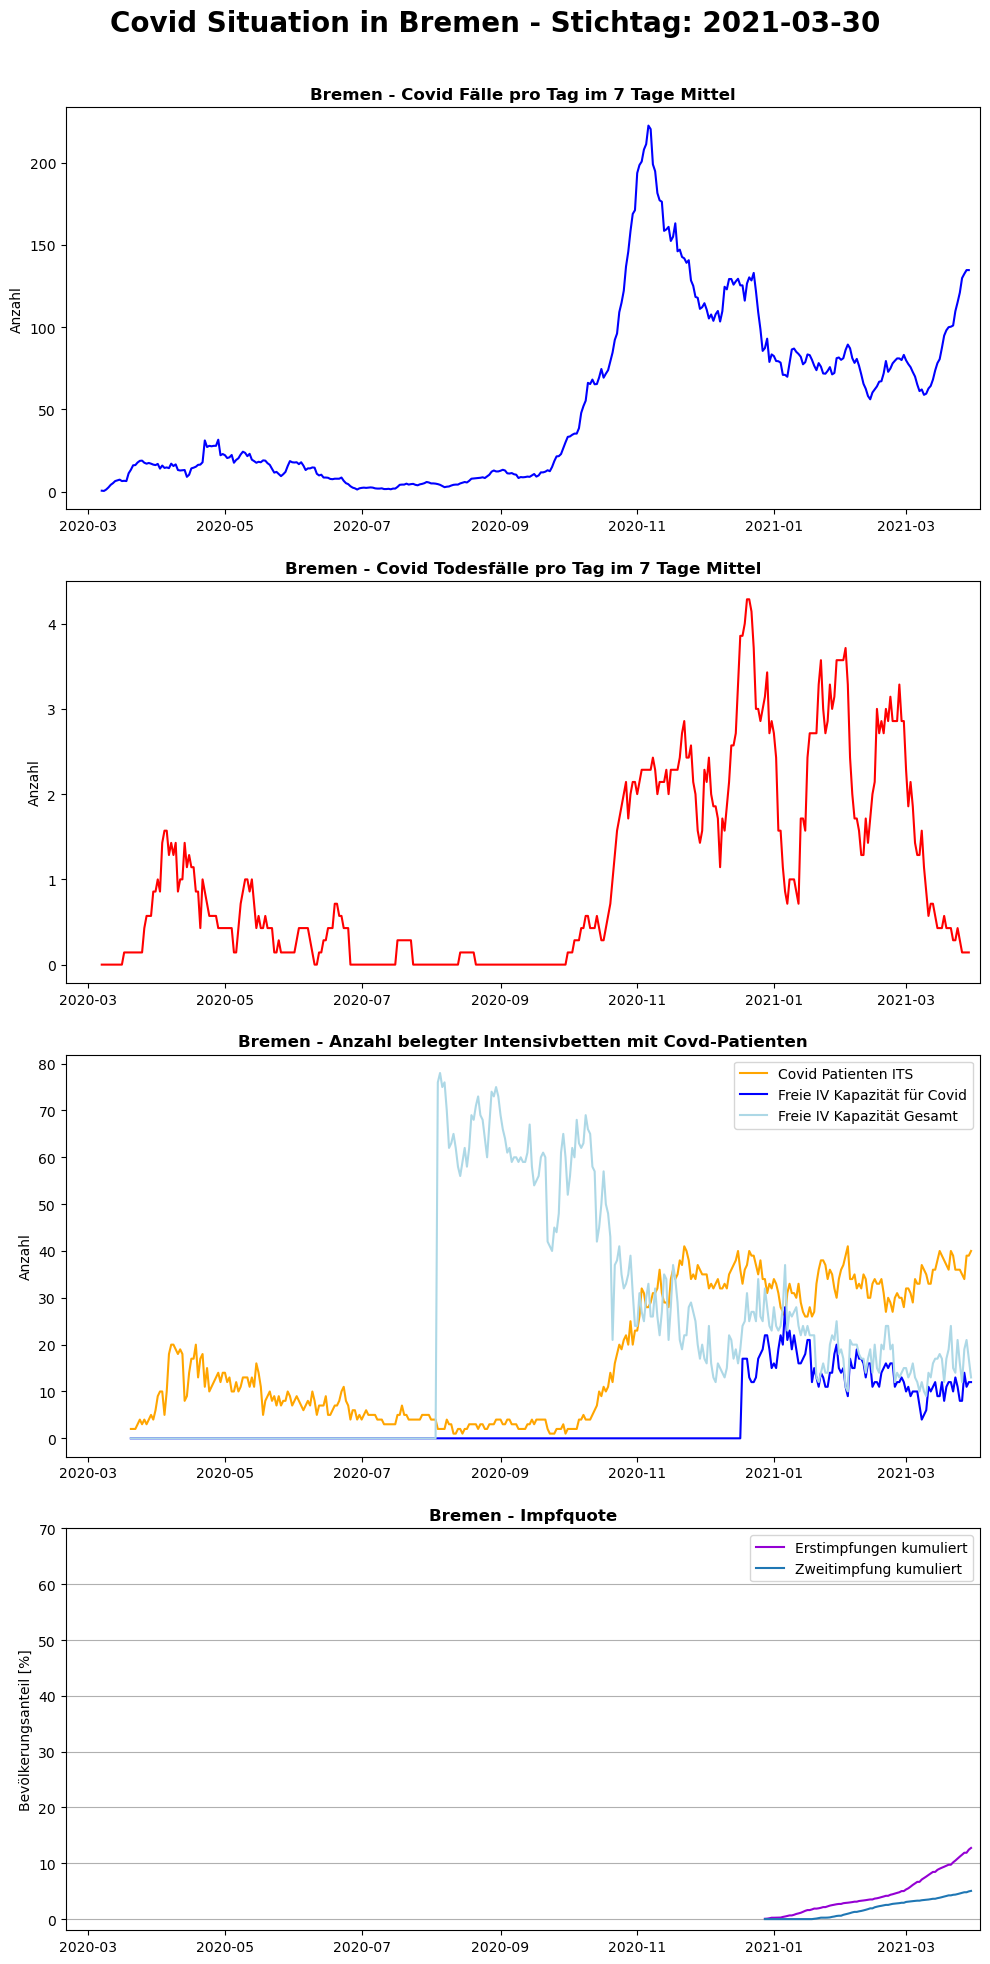 Covid Situation in Bremen - Stichtag: 2021-03-30
Bremen - Covid Fälle pro Tag im 7 Tage Mittel
Anzahl
200
150
100
50
0
2020-03 2020-05 2020-07 2020-09 2020-11 2021-01 2021-03
Bremen - Covid Todesfälle pro Tag im 7 Tage Mittel
Anzahl
4
3
2
1
0
2020-03 2020-05 2020-07 2020-09 2020-11 2021-01 2021-03
Bremen - Anzahl belegter Intensivbetten mit Covd-Patienten
Anzahl
80
70
60
50
40
30
20
10
0
Covid Patienten ITS
Freie IV Kapazität für Covid
Freie IV Kapazität Gesamt
2020-03 2020-05 2020-07 2020-09 2020-11 2021-01 2021-03
Bremen - Impfquote
Bevölkerungsanteil [%]
70
60
50
40
30
20
10
0
Erstimpfungen kumuliert
Zweitimpfung kumuliert
2020-03 2020-05 2020-07 2020-09 2020-11 2021-01 2021-03